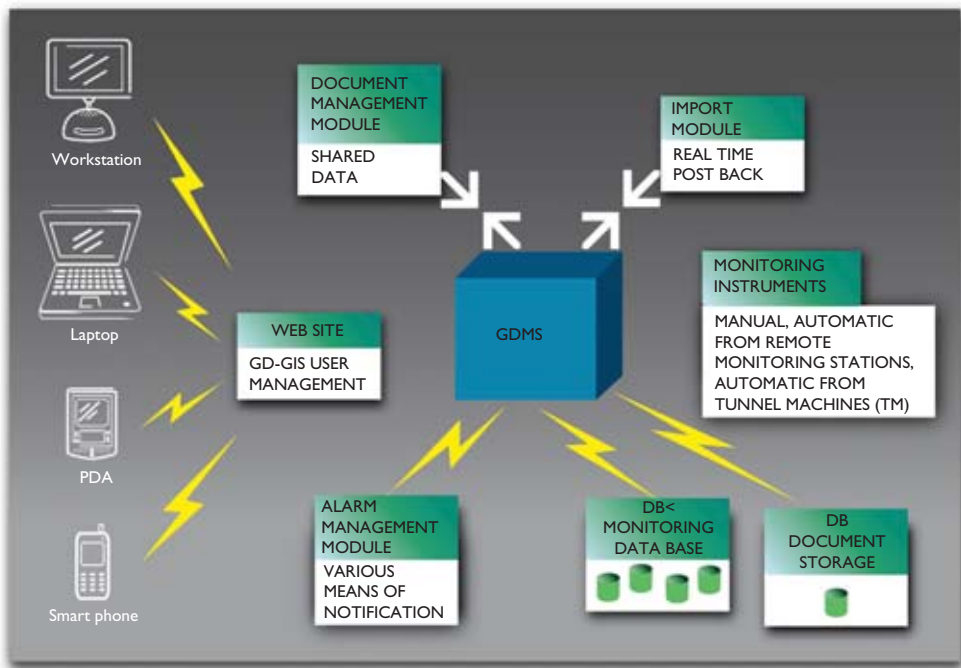 Workstation
Laptop
PDA
Smart phone
DOCUMENT
MANAGEMENT
MODULE
SHARED
DATA
IMPORT
MODULE
REAL TIME
POST BACK
WEB SITE
GD-GIS USER
MANAGEMENT
GDMS
MONITORING
INSTRUMENTS
MANUAL, AUTOMATIC
FROM REMOTE
MONITORING STATIONS,
AUTOMATIC FROM
TUNNEL MACHINES (TM)
ALARM
MANAGEMENT
MODULE
VARIOUS
MEANS OF
NOTIFICATION
DB<
MONITORING
DATA BASE
DB
DOCUMENT
STORAGE